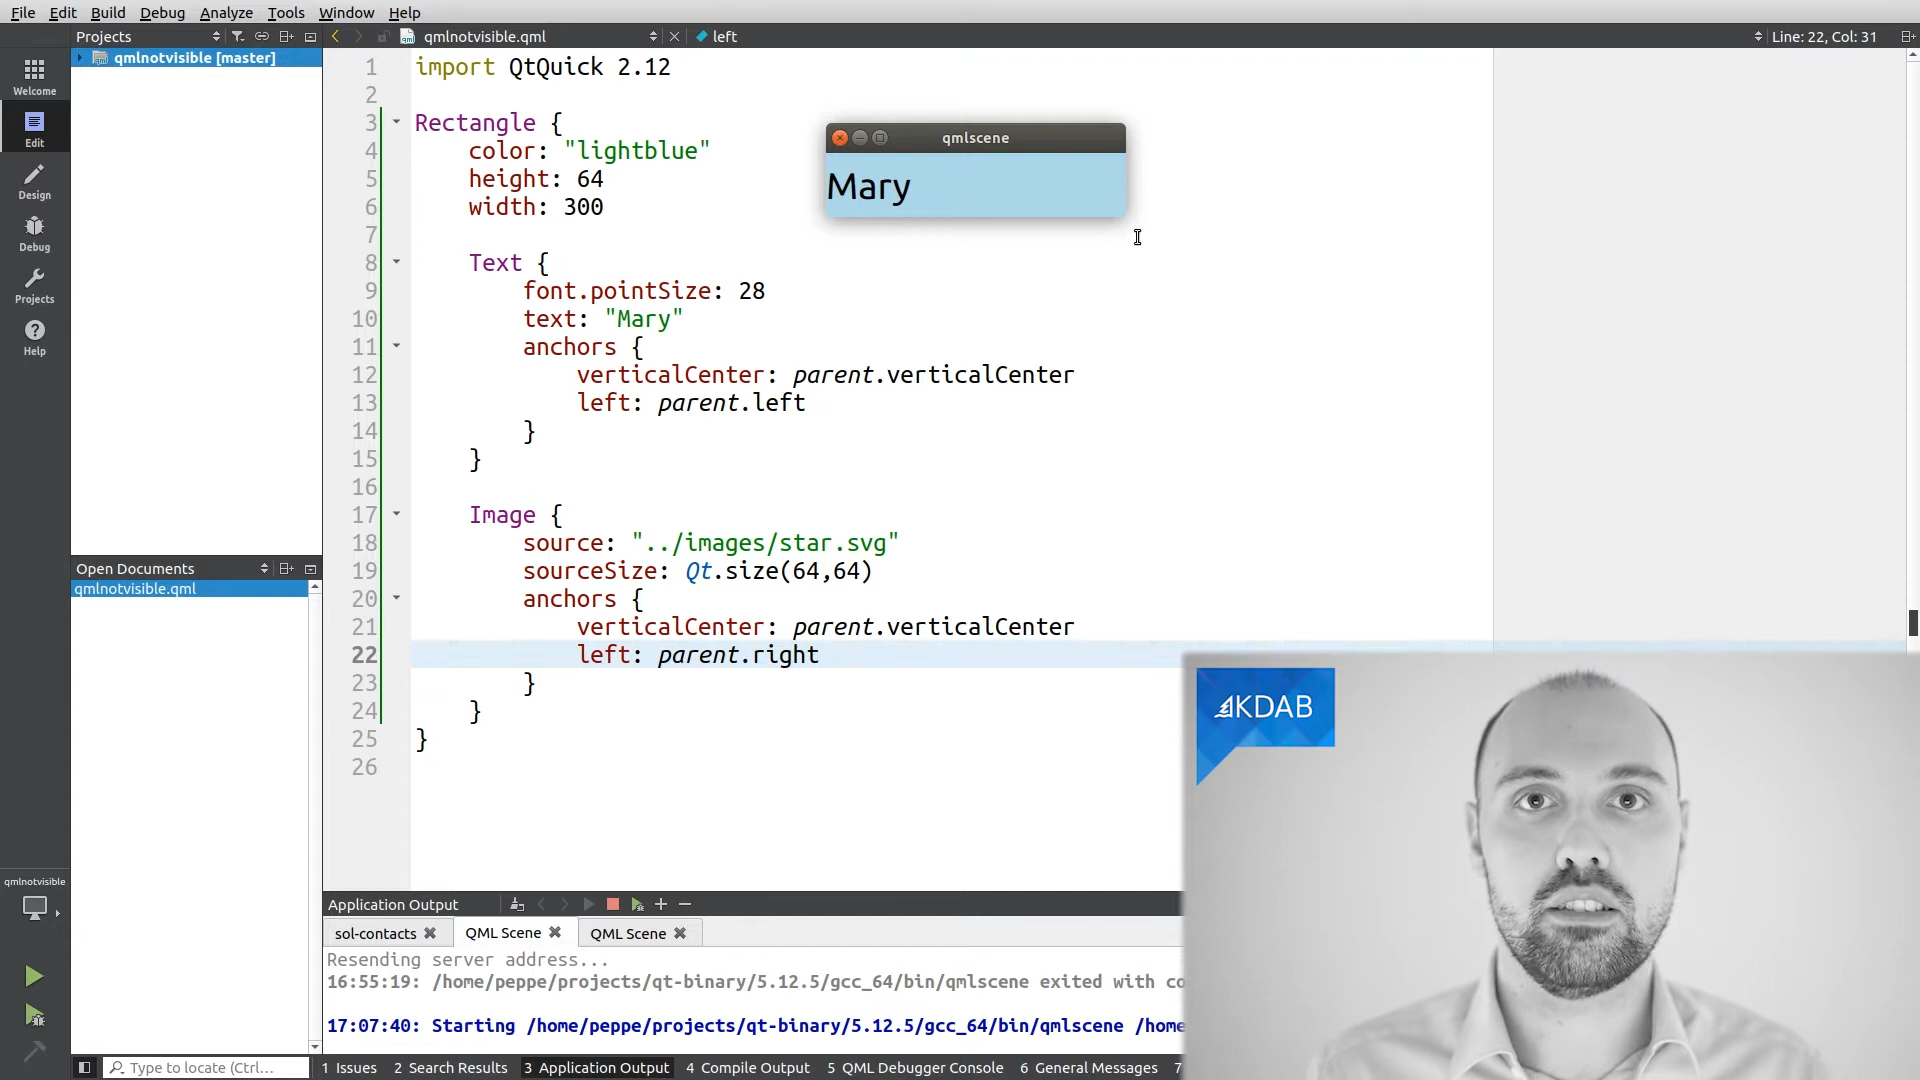 File Edit Build Debug Analyze Tools Window Help
Projects
qmlnotvisible.qml
left
Line: 22, Col: 31
qmlnotvisible [master]
Welcome
Edit
Design
Debug
Projects
Help
1 import QtQuick 2.12
2
3 Rectangle {
4 color: "lightblue"
5 height: 64
6 width: 300
7
8 Text {
9 font.pointSize: 28
10 text: "Mary"
11 anchors {
12 verticalCenter: parent.verticalCenter
13 left: parent.left
14 }
15 }
16
17 Image {
18 source: "../images/star.svg"
19 sourceSize: Qt.size(64,64)
20 anchors {
21 verticalCenter: parent.verticalCenter
22 left: parent.right
23 }
24 }
25 }
26
qmlscene
Mary
Open Documents
qmlnotvisible.qml
KDAB
qmlnotvisible
Application Output
sol-contacts QML Scene QML Scene
Resending server address...
16:55:19: /home/peppe/projects/qt-binary/5.12.5/gcc_64/bin/qmlscene exited with co
17:07:40: Starting /home/peppe/projects/qt-binary/5.12.5/gcc_64/bin/qmlscene /home
Type to locate (Ctrl...
1 Issues 2 Search Results 3 Application Output 4 Compile Output 5 QML Debugger Console 6 General Messages 7